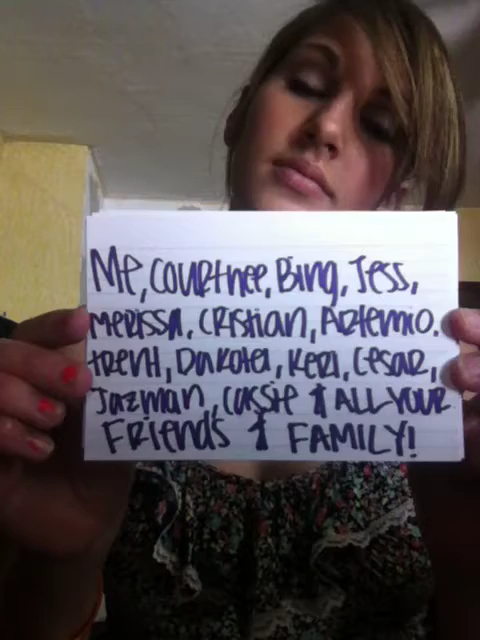 Me, Courtnee, Bing, Jess,
Merissa, Cristian, Artemio.
Trent, Dakota, Keri, Cesar,
Jazman, Cassie & ALL YOUR
Friends & FAMILY!